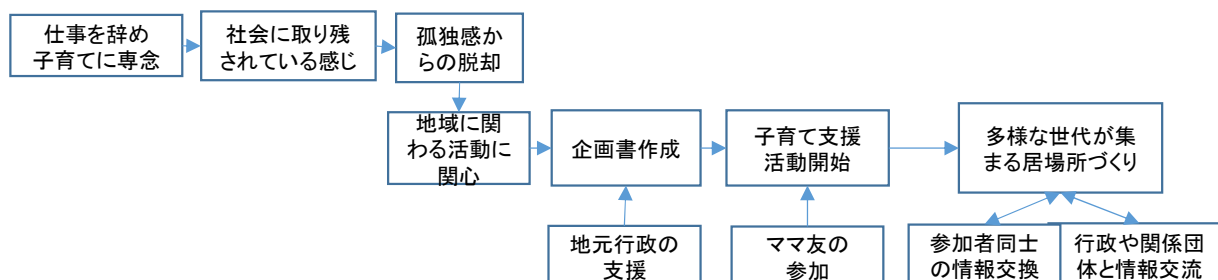 仕事を辞め
子育てに専念
社会に取り残
されている感じ
孤独感か
らの脱却
地域に関
わる活動に
関心
企画書作成
子育て支援
活動開始
多様な世代が集
まる居場所づくり
地元行政の
支援
ママ友の
参加
参加者同士
の情報交換
行政や関係団
体と情報交流